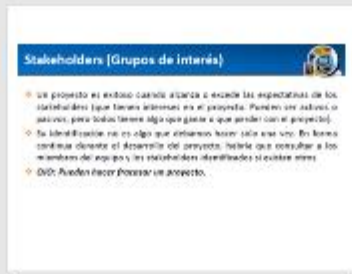 Stakeholders (Grupos de interés)
Un proyecto es exitoso cuando alcanza o excede las expectativas de los
stakeholders (que tienen intereses en el proyecto. Pueden ser activos o
pasivos, pero todos tienen algo que ganar o que perder con el proyecto).
Su identificación no es algo que debamos hacer sólo una vez. En forma
continua durante el desarrollo del proyecto, habría que consultar a los
miembros del equipo y los stakeholders identificados si existen otros.
OJO: Pueden hacer fracasar un proyecto.